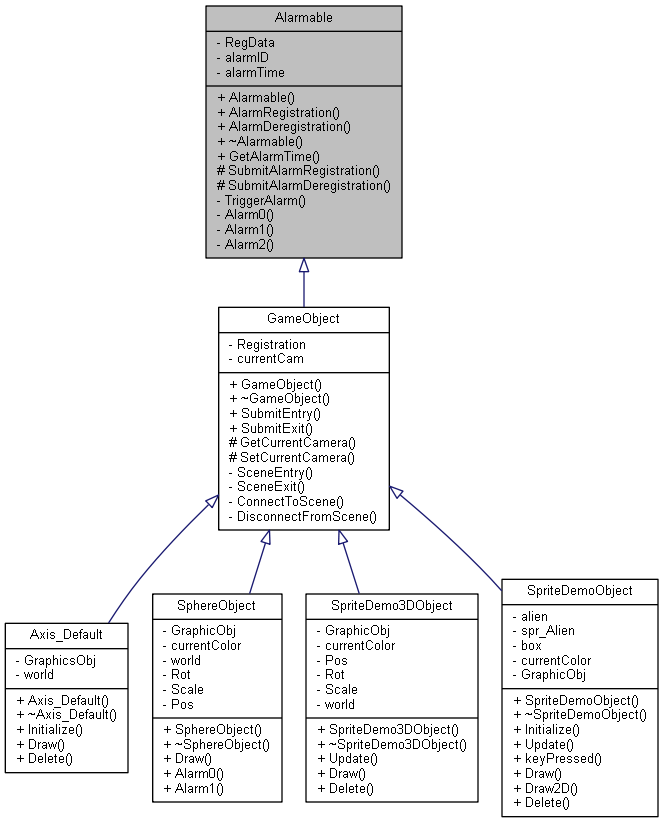 Alarmable
- RegData
- alarmID
- alarmTime
+ Alarmable()
+ AlarmRegistration()
+ AlarmDeregistration()
+ ~Alarmable()
+ GetAlarmTime()
# SubmitAlarmRegistration()
# SubmitAlarmDeregistration()
- TriggerAlarm()
- Alarm0()
- Alarm1()
- Alarm2()
GameObject
- Registration
- currentCam
+ GameObject()
+ ~GameObject()
+ SubmitEntry()
+ SubmitExit()
# GetCurrentCamera()
# SetCurrentCamera()
- SceneEntry()
- SceneExit()
- ConnectToScene()
- DisconnectFromScene()
Axis_Default
- GraphicsObj
- world
+ Axis_Default()
+ ~Axis_Default()
+ Initialize()
+ Draw()
+ Delete()
SphereObject
- GraphicObj
- currentColor
- world
- Rot
- Scale
- Pos
+ SphereObject()
+ ~SphereObject()
+ Draw()
+ Alarm0()
+ Alarm1()
SpriteDemo3DObject
- GraphicObj
- currentColor
- Pos
- Rot
- Scale
- world
+ SpriteDemo3DObject()
+ ~SpriteDemo3DObject()
+ Update()
+ Draw()
+ Delete()
SpriteDemoObject
- alien
- spr_Alien
- box
- currentColor
- GraphicObj
+ SpriteDemoObject()
+ ~SpriteDemoObject()
+ Initialize()
+ Update()
+ keyPressed()
+ Draw()
+ Draw2D()
+ Delete()